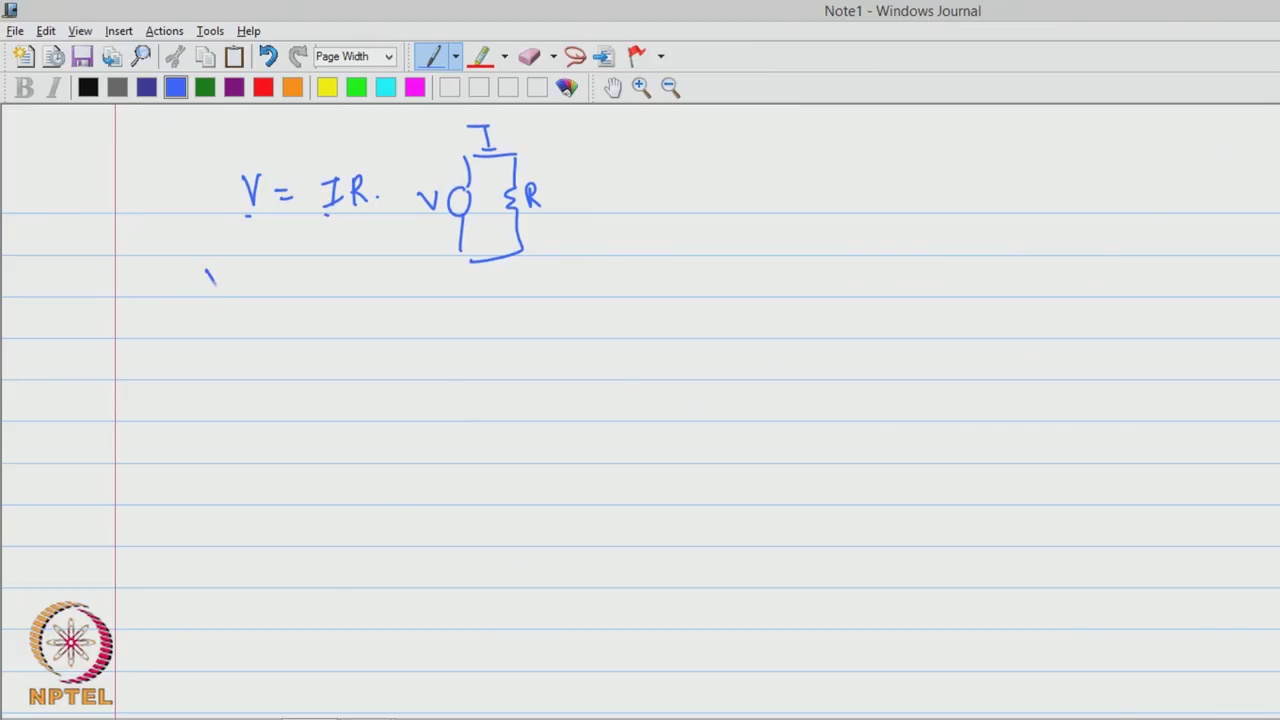 Note1 - Windows Journal
File Edit View Insert Actions Tools Help
Page Width
B I
I
V = IR. V R
NPTEL